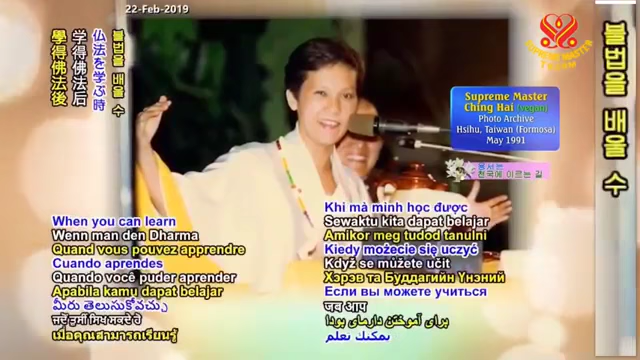 22-Feb-2019
SUPREME MASTER
불법을 배울 수
仏法を学ぶ時
学得佛法后
學得佛法後
불법을 배울 수
Supreme Master
Ching Hai (vegan)
Photo Archive
Hsihu, Taiwan (Formosa)
May 1991
천국에 이르는 길
When you can learn
Wenn man den Dharma
Quand vous pouvez apprendre
Cuando aprendes
Quando você puder aprender
Apabila kamu dapat belajar
మీరు తెలుసుకోవచ్చు
ਜਦੋਂ ਤੁਸੀਂ ਸਿਖ ਸਕਦੇ ਹੋ
เมื่อคุณสามารถเรียนรู้
Khi mà mình học được
Sewaktu kita dapat belajar
Amikor meg tudod tanulni
Kiedy możecie się uczyć
Když se můžete učit
Хэрэв та Буддагийн Үнэний
Если вы можете учиться
जब आप
برای آموختن دارمای بودا
يمكنك تعلم